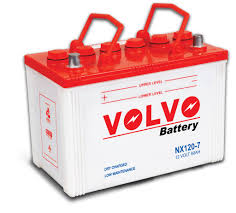 UPPER LEVEL
LOWER LEVEL
VOLVO
Battery
NX120-7
12 VOLT 90AH
DRY CHARGED
LOW MAINTENANCE